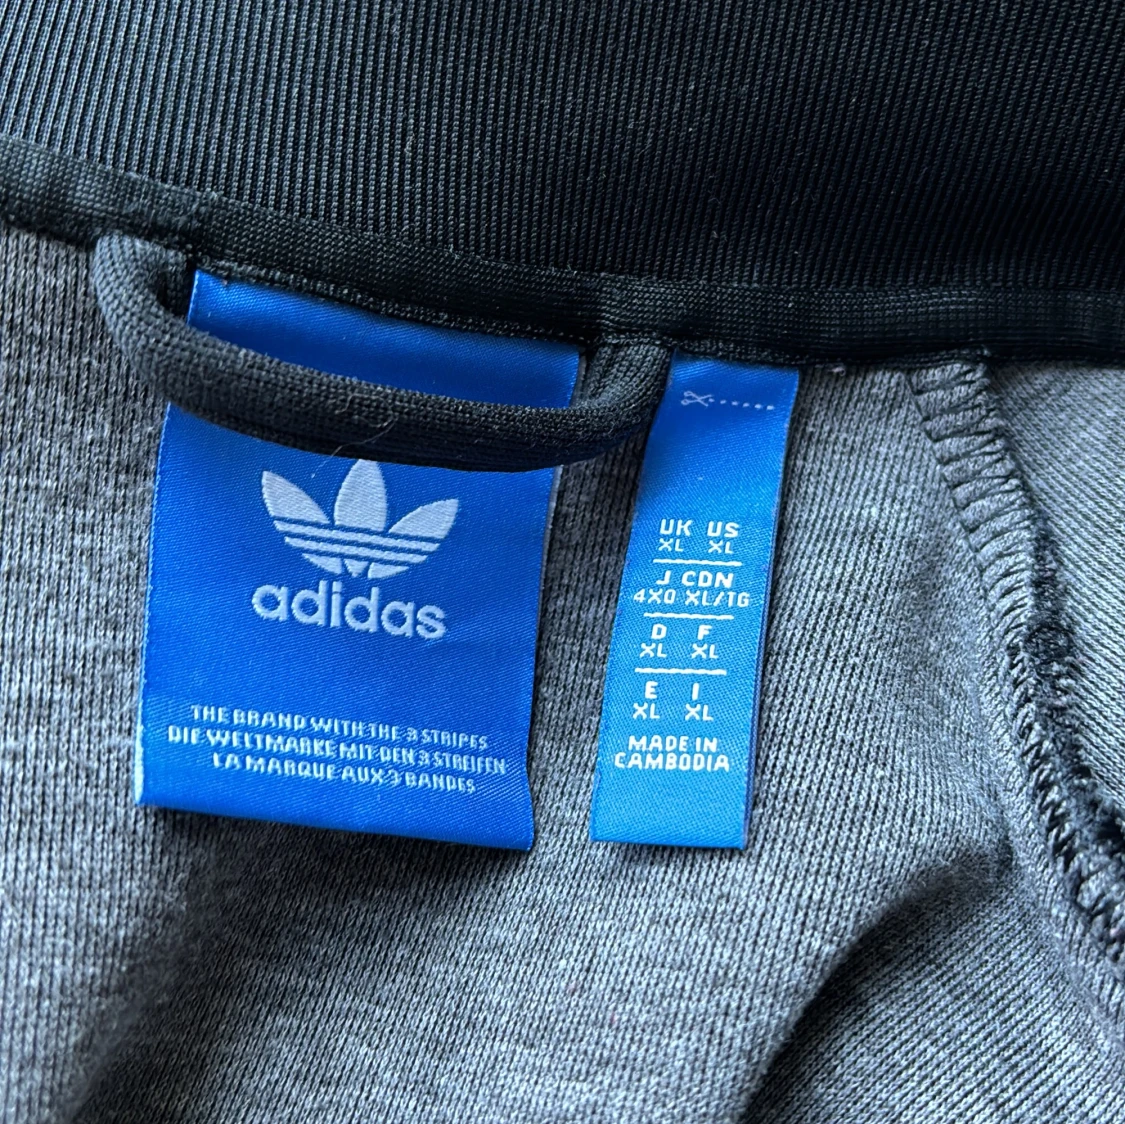 adidas
THE BRAND WITH THE 3 STRIPES
DIE WELTMARKE MIT DEN 3 STREIFEN
LA MARQUE AUX 3 BANDES
UK US
XL XL
J CDN
4XO XL/TG
D F
XL XL
E I
XL XL
MADE IN
CAMBODIA